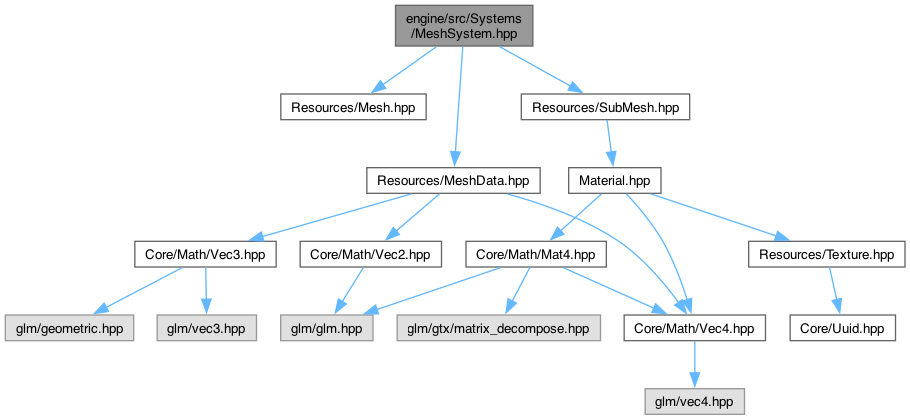 engine/src/Systems
/MeshSystem.hpp
Resources/Mesh.hpp
Resources/SubMesh.hpp
Resources/MeshData.hpp
Material.hpp
Core/Math/Vec3.hpp
Core/Math/Vec2.hpp
Core/Math/Mat4.hpp
Resources/Texture.hpp
glm/geometric.hpp
glm/vec3.hpp
glm/glm.hpp
glm/gtx/matrix_decompose.hpp
Core/Math/Vec4.hpp
Core/Uuid.hpp
glm/vec4.hpp